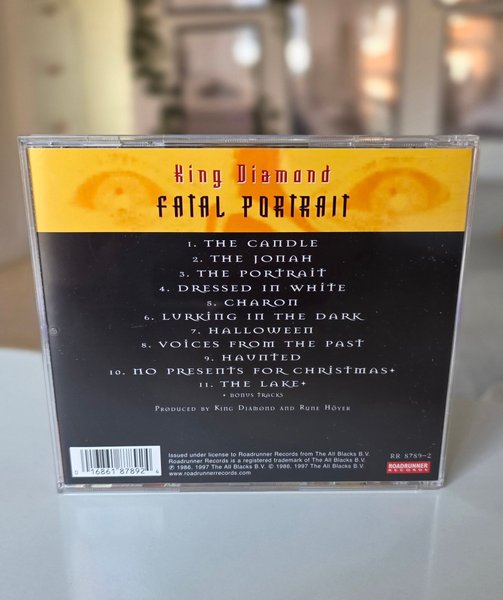 King Diamond
FATAL PORTRAIT
1. THE CANDLE
2. THE JONAH
3. THE PORTRAIT
4. DRESSED IN WHITE
5. CHARON
6. LURKING IN THE DARK
7. HALLOWEEN
8. VOICES FROM THE PAST
9. HAUNTED
10. NO PRESENTS FOR CHRISTMAS+
11. THE LAKE+
+ BONUS TRACKS
PRODUCED BY KING DIAMOND AND RUNE HÖYER
Issued under license to Roadrunner Records from The All Blacks B.V.
Roadrunner Records is a registered trademark of The All Blacks B.V.
℗ 1986, 1997 The All Blacks B.V. © 1986, 1997 The All Blacks B.V.
www.roadrunnerrecords.com
0 16861 87892 4
RR 8789-2
ROADRUNNER
RECORDS